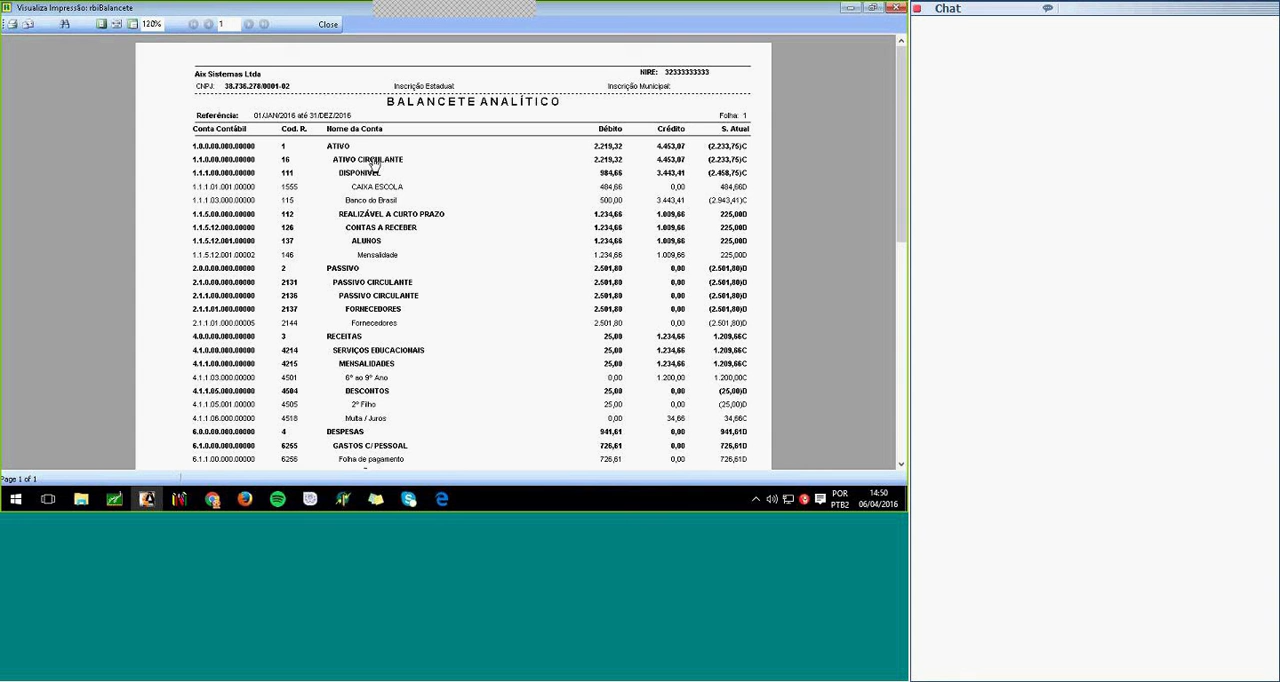 Visualiza Impressão: rbiBalancete
120% 1 Close
Aix Sistemas Ltda NIRE: 32333333333
CNPJ: 38.736.278/0001-02 Inscrição Estadual: Inscrição Municipal:
BALANCETE ANALÍTICO
Referência: 01/JAN/2016 até 31/DEZ/2016 Folha: 1
Conta Contábil Cod. R. Nome da Conta Débito Crédito S. Atual
1.0.0.00.000.00000 1 ATIVO 2.219,32 4.453,07 (2.233,75)C
1.1.0.00.000.00000 16 ATIVO CIRCULANTE 2.219,32 4.453,07 (2.233,75)C
1.1.1.00.000.00000 111 DISPONIVEL 984,66 3.443,41 (2.458,75)C
1.1.1.01.001.00000 1555 CAIXA ESCOLA 484,66 0,00 484,66D
1.1.1.03.000.00000 115 Banco do Brasil 500,00 3.443,41 (2.943,41)C
1.1.5.00.000.00000 112 REALIZÁVEL A CURTO PRAZO 1.234,66 1.009,66 225,00D
1.1.5.12.000.00000 126 CONTAS A RECEBER 1.234,66 1.009,66 225,00D
1.1.5.12.001.00000 137 ALUNOS 1.234,66 1.009,66 225,00D
1.1.5.12.001.00002 146 Mensalidade 1.234,66 1.009,66 225,00D
2.0.0.00.000.00000 2 PASSIVO 2.501,80 0,00 (2.501,80)D
2.1.0.00.000.00000 2131 PASSIVO CIRCULANTE 2.501,80 0,00 (2.501,80)D
2.1.1.00.000.00000 2136 PASSIVO CIRCULANTE 2.501,80 0,00 (2.501,80)D
2.1.1.01.000.00000 2137 FORNECEDORES 2.501,80 0,00 (2.501,80)D
2.1.1.01.000.00005 2144 Fornecedores 2.501,80 0,00 (2.501,80)D
4.0.0.00.000.00000 3 RECEITAS 25,00 1.234,66 1.209,66C
4.1.0.00.000.00000 4214 SERVIÇOS EDUCACIONAIS 25,00 1.234,66 1.209,66C
4.1.1.00.000.00000 4215 MENSALIDADES 25,00 1.234,66 1.209,66C
4.1.1.03.000.00000 4501 6º ao 9º Ano 0,00 1.200,00 1.200,00C
4.1.1.05.000.00000 4504 DESCONTOS 25,00 0,00 (25,00)D
4.1.1.05.001.00000 4505 2º Filho 25,00 0,00 (25,00)D
4.1.1.06.000.00000 4518 Multa / Juros 0,00 34,66 34,66C
6.0.0.00.000.00000 4 DESPESAS 941,61 0,00 941,61D
6.1.0.00.000.00000 6255 GASTOS C/ PESSOAL 726,61 0,00 726,61D
6.1.1.00.000.00000 6256 Folha de pagamento 726,61 0,00 726,61D
Page 1 of 1
POR 14:50
PTB2 06/04/2016
Chat